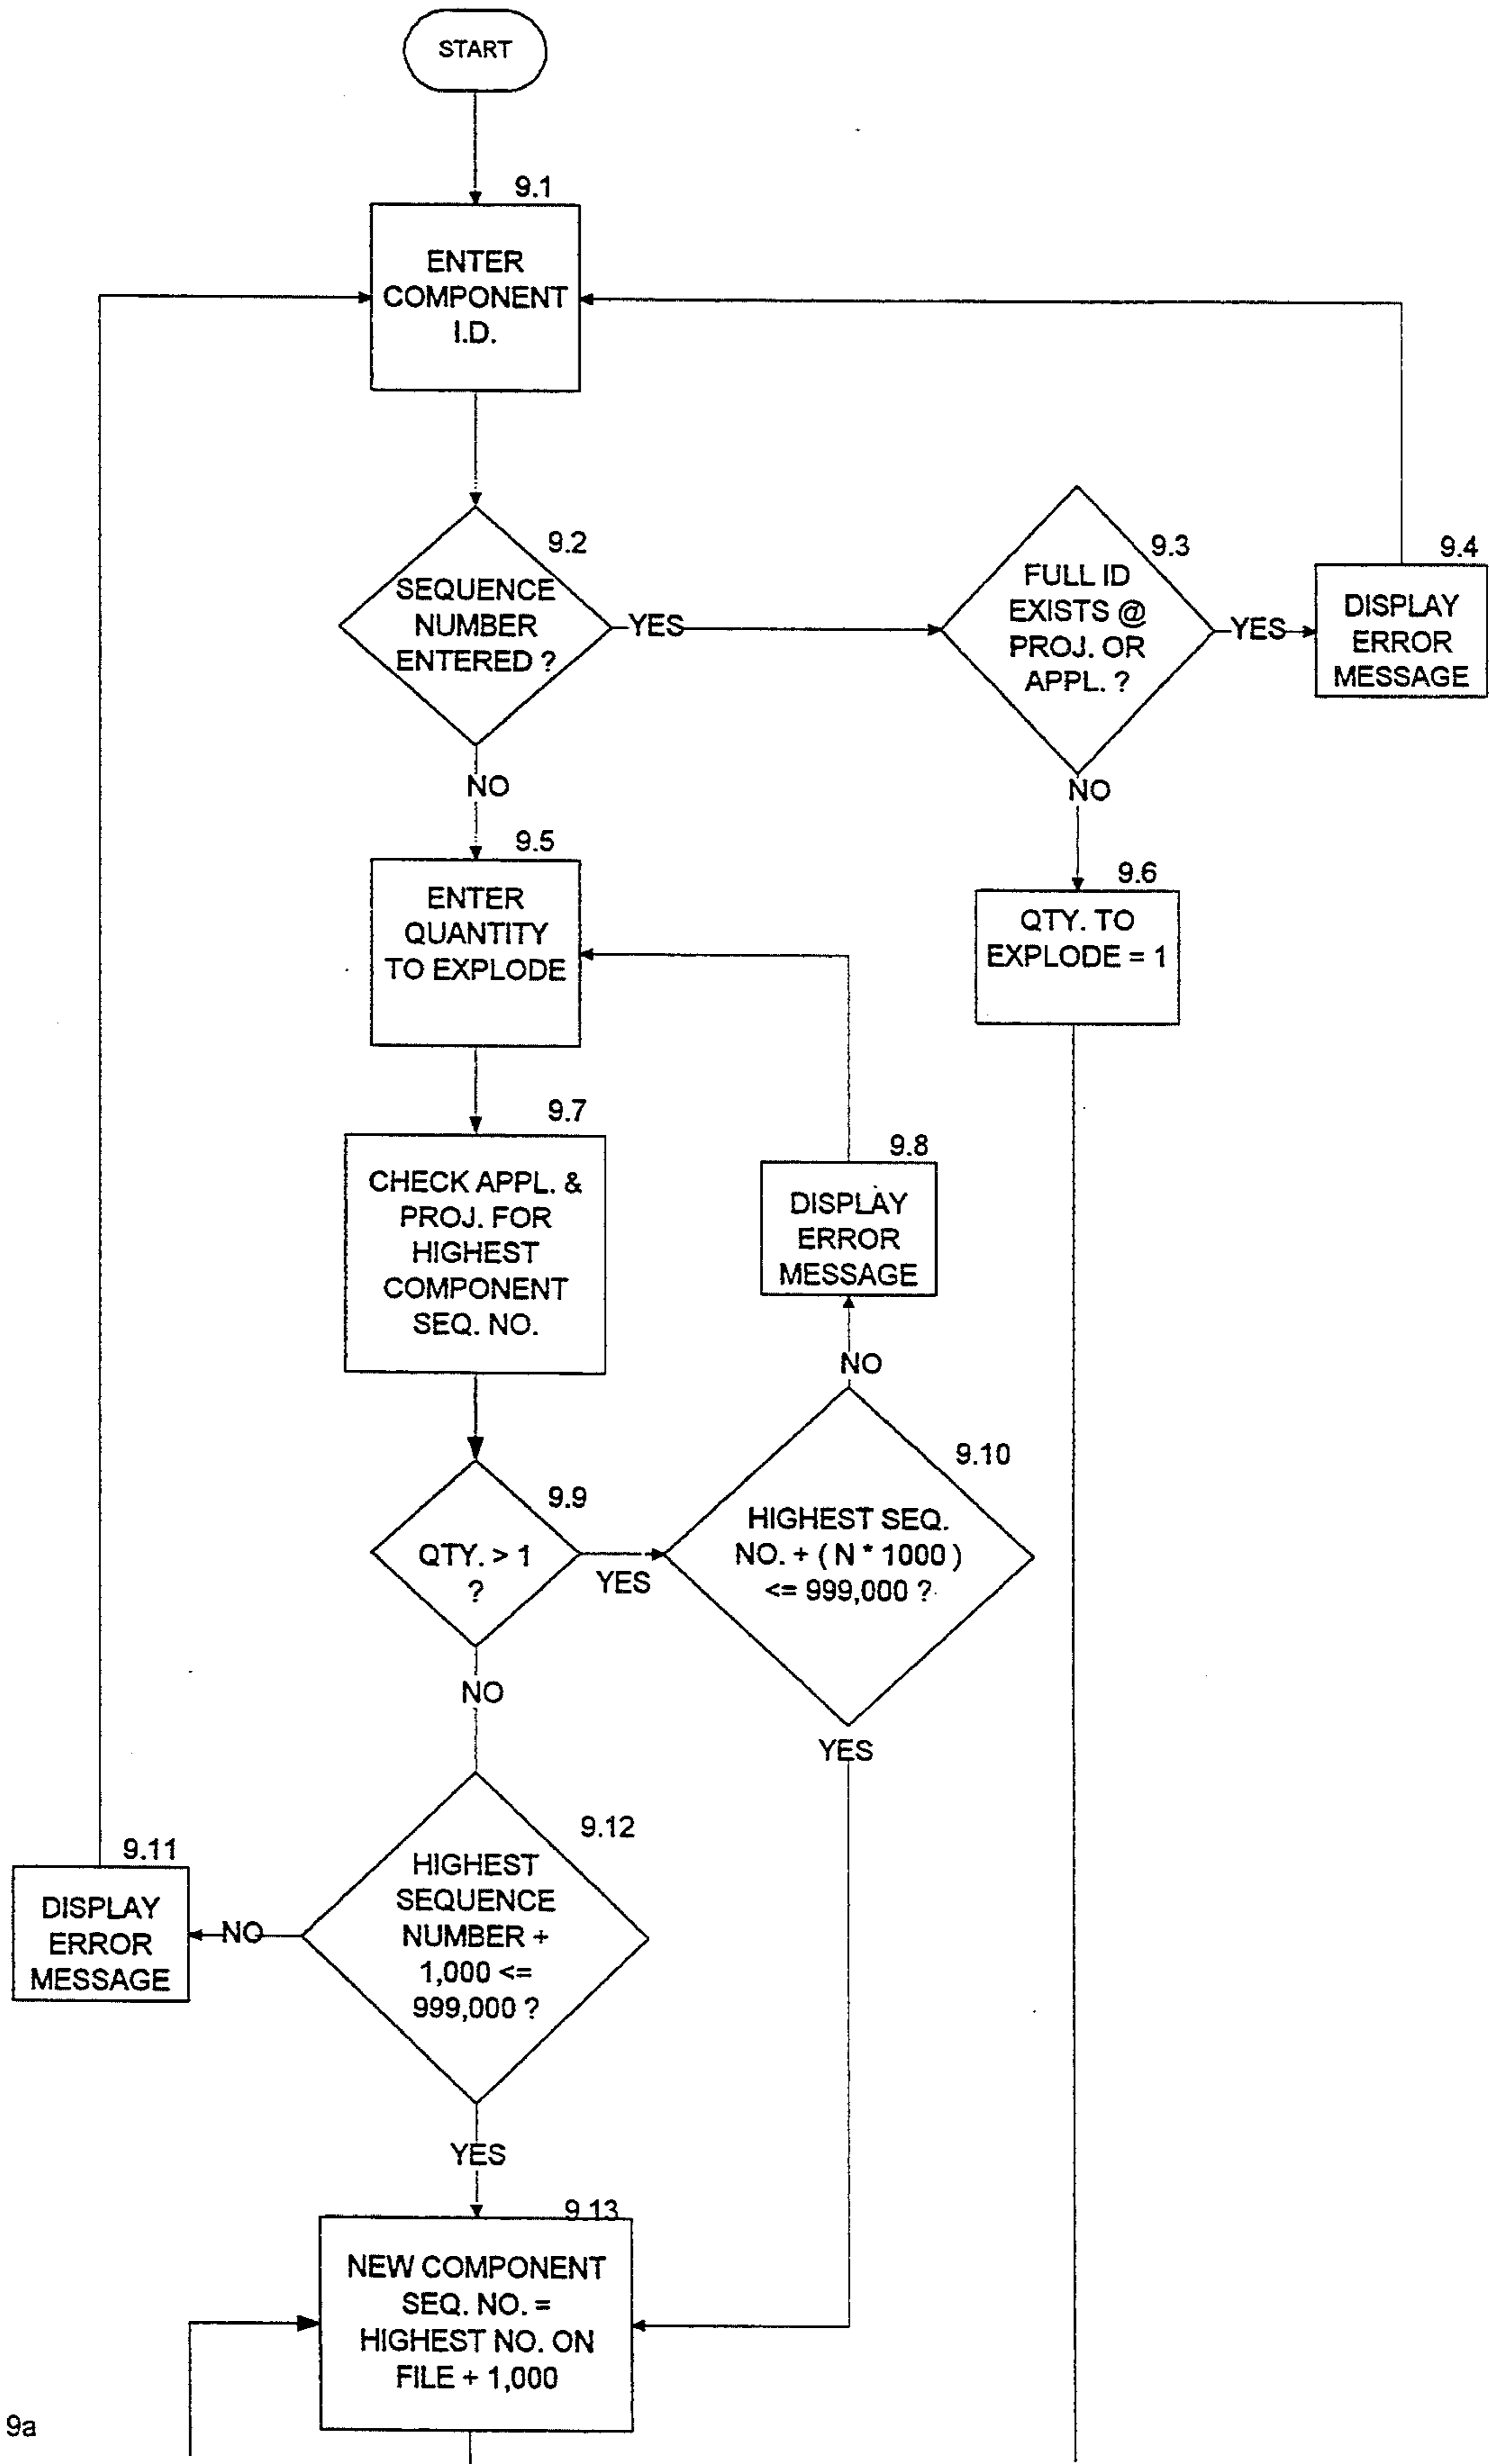 START
9.1
ENTER
COMPONENT
I.D.
9.2
SEQUENCE
NUMBER
ENTERED ?
YES
9.3
FULL ID
EXISTS @
PROJ. OR
APPL. ?
YES
9.4
DISPLAY
ERROR
MESSAGE
NO
NO
9.5
ENTER
QUANTITY
TO EXPLODE
9.6
QTY. TO
EXPLODE = 1
9.7
CHECK APPL. &
PROJ. FOR
HIGHEST
COMPONENT
SEQ. NO.
9.8
DISPLAY
ERROR
MESSAGE
NO
9.9
QTY. > 1
?
YES
9.10
HIGHEST SEQ.
NO. + ( N * 1000 )
<= 999,000 ?
NO
YES
9.11
DISPLAY
ERROR
MESSAGE
NO
9.12
HIGHEST
SEQUENCE
NUMBER +
1,000 <=
999,000 ?
YES
9.13
NEW COMPONENT
SEQ. NO. =
HIGHEST NO. ON
FILE + 1,000
9a